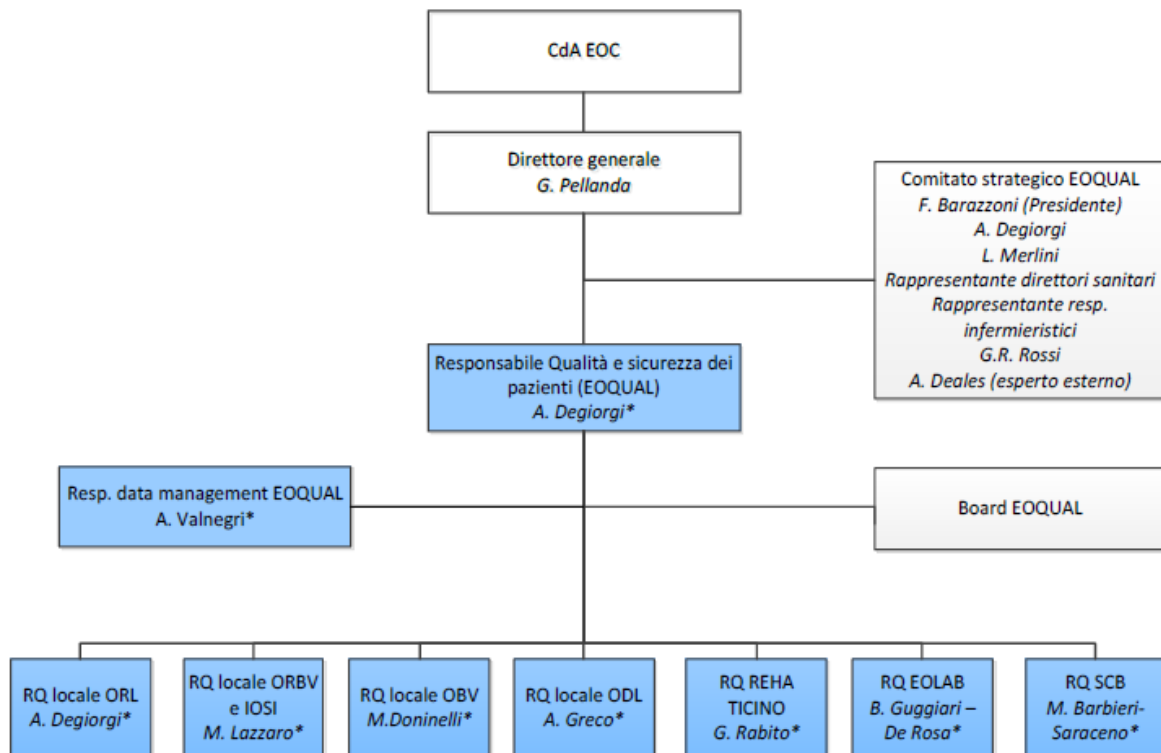 CdA EOC
Direttore generale
G. Pellanda
Comitato strategico EOQUAL
F. Barazzoni (Presidente)
A. Degiorgi
L. Merlini
Rappresentante direttori sanitari
Rappresentante resp.
infermieristici
G.R. Rossi
A. Deales (esperto esterno)
Responsabile Qualità e sicurezza dei
pazienti (EOQUAL)
A. Degiorgi*
Resp. data management EOQUAL
A. Valnegri*
Board EOQUAL
RQ locale ORL
A. Degiorgi*
RQ locale ORBV
e IOSI
M. Lazzaro*
RQ locale OBV
M.Doninelli*
RQ locale ODL
A. Greco*
RQ REHA
TICINO
G. Rabito*
RQ EOLAB
B. Guggiari –
De Rosa*
RQ SCB
M. Barbieri-
Saraceno*